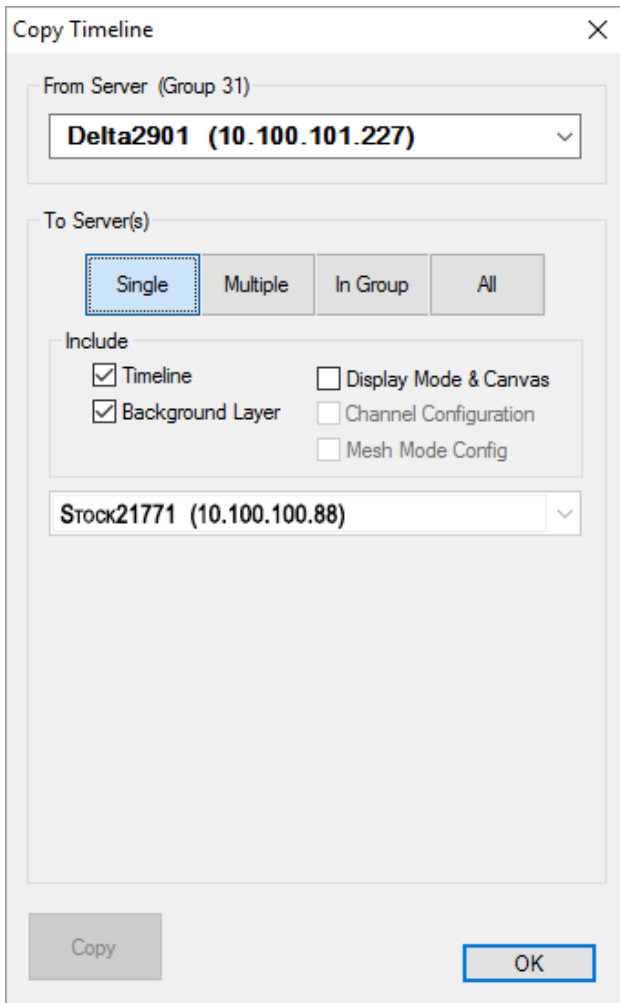 Copy Timeline
From Server (Group 31)
Delta2901 (10.100.101.227)
To Server(s)
Single Multiple In Group All
Include
Timeline Display Mode & Canvas
Background Layer Channel Configuration
Mesh Mode Config
Stock21771 (10.100.100.88)
Copy OK